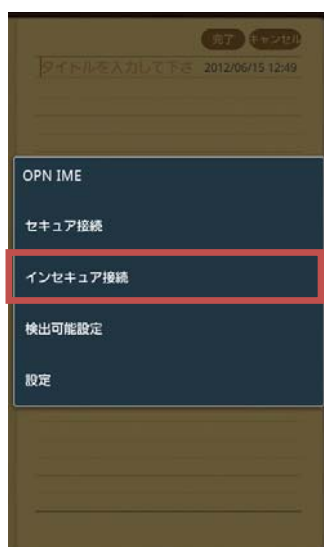 完了 キャンセル
タイトルを入力して下さ 2012/06/15 12:49
OPN IME
セキュア接続
インセキュア接続
検出可能設定
設定